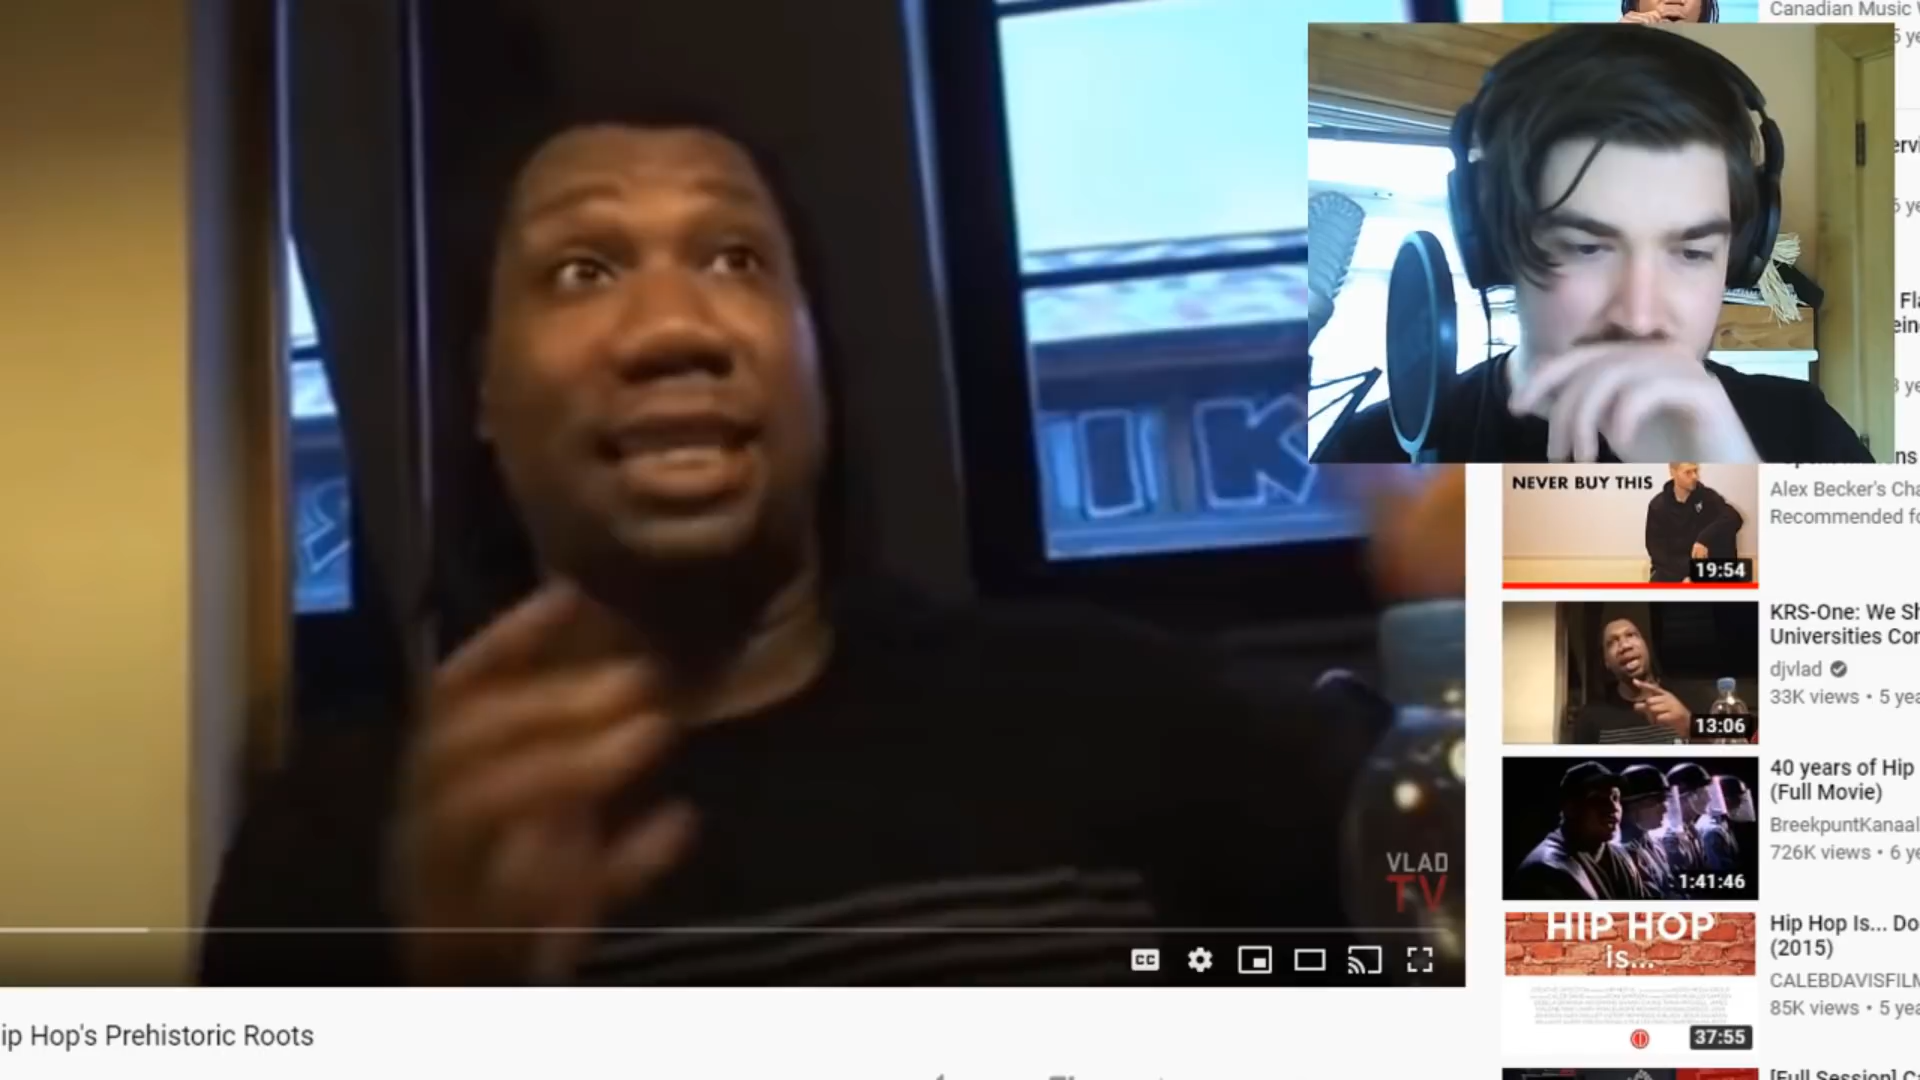 Canadian Music
NEVER BUY THIS
Alex Becker's Cha
Recommended fo
19:54
IK
KRS-One: We Sh
Universities Con
djvlad
33K views • 5 yea
13:06
40 years of Hip
(Full Movie)
BreekpuntKanaal
726K views • 6 ye
1:41:46
VLAD
TV
CC
HIP HOP
is...
Hip Hop Is... Do
(2015)
CALEBDAVISFILM
85K views • 5 yea
37:55
ip Hop's Prehistoric Roots